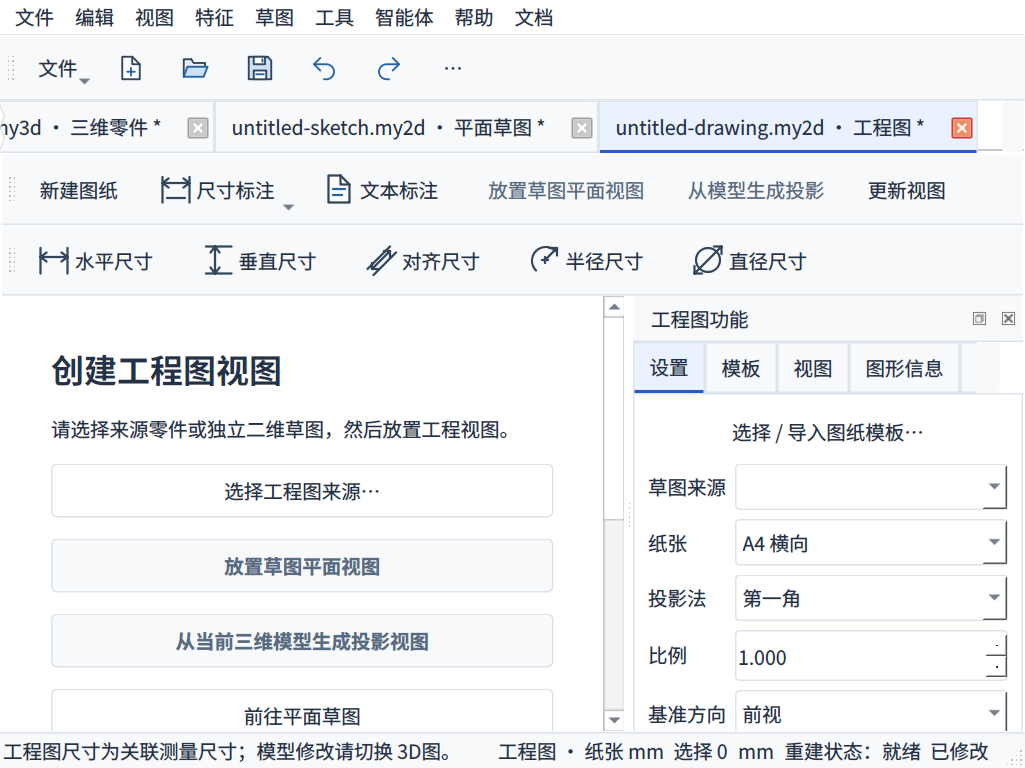 文件 编辑 视图 特征 草图 工具 智能体 帮助 文档
文件 …
ny3d · 三维零件 * untitled-sketch.my2d · 平面草图 * untitled-drawing.my2d · 工程图 *
新建图纸 尺寸标注 文本标注 放置草图平面视图 从模型生成投影 更新视图
水平尺寸 垂直尺寸 对齐尺寸 半径尺寸 直径尺寸
工程图功能
设置 模板 视图 图形信息
创建工程图视图
请选择来源零件或独立二维草图，然后放置工程视图。
选择工程图来源…
放置草图平面视图
从当前三维模型生成投影视图
前往平面草图
选择 / 导入图纸模板…
草图来源
纸张 A4 横向
投影法 第一角
比例 1.000
基准方向 前视
工程图尺寸为关联测量尺寸；模型修改请切换 3D图。 工程图 · 纸张 mm 选择 0 mm 重建状态：就绪 已修改